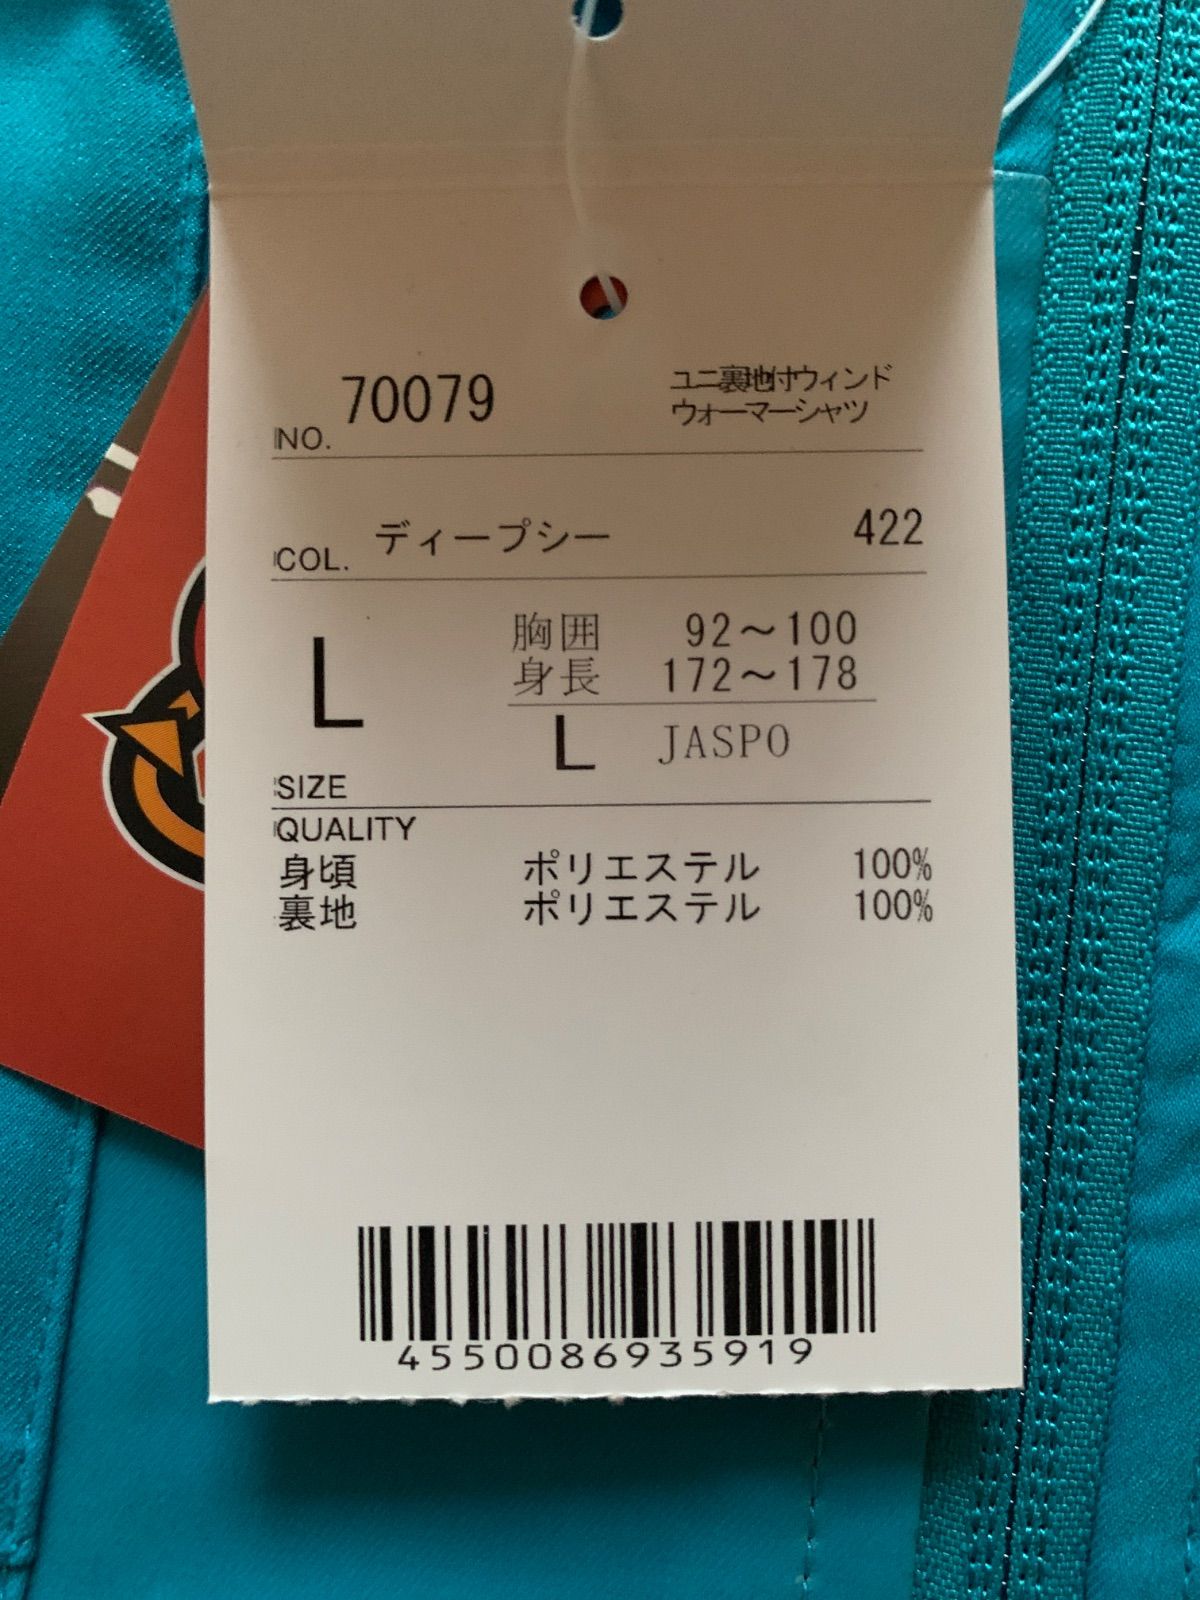 NO. 70079 ユニ裏地付ウィンド
ウォーマーシャツ
COL. ディープシー 422
胸囲 92～100
身長 172～178
L
L JASPO
SIZE
QUALITY
身頃 ポリエステル 100%
裏地 ポリエステル 100%
4550086935919